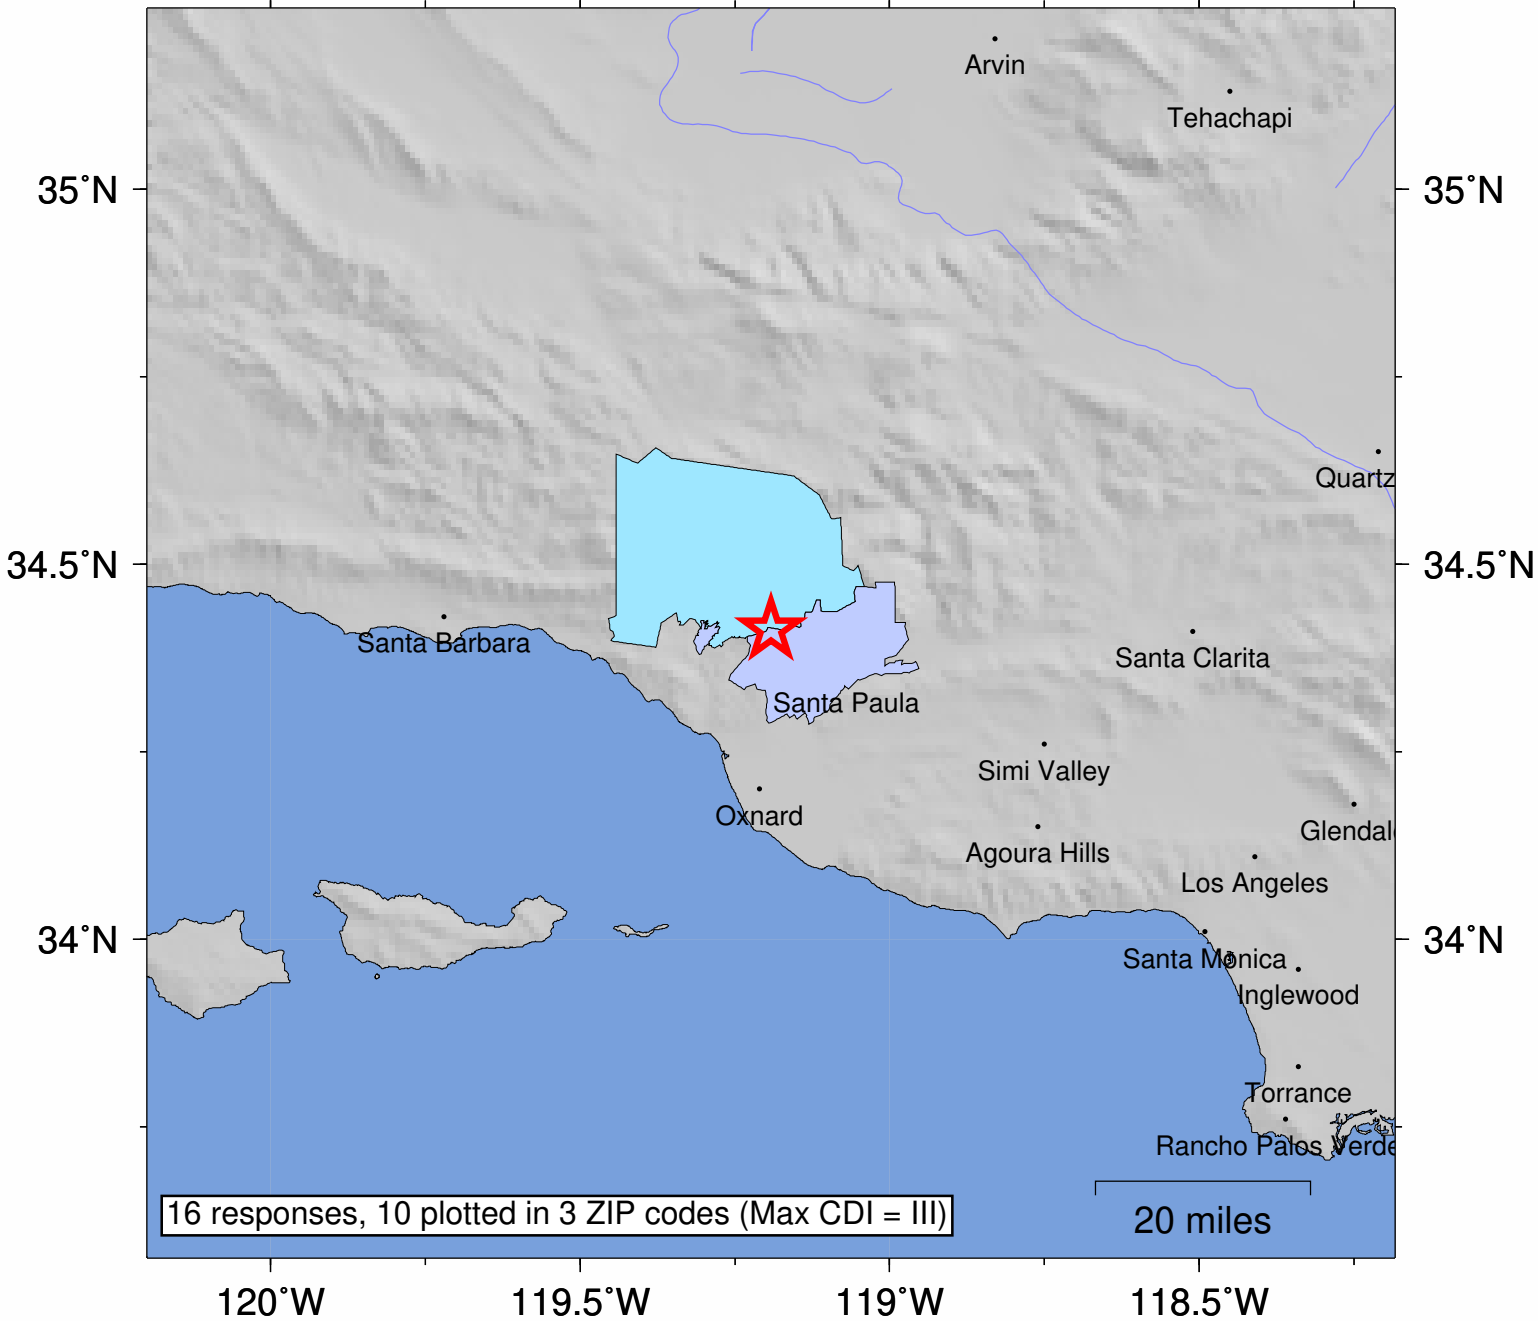 Arvin
Tehachapi
35°N
35°N
Quartz
34.5°N
34.5°N
Santa Barbara
Santa Clarita
Santa Paula
Simi Valley
Oxnard
Glendale
Agoura Hills
Los Angeles
34°N
34°N
Santa Monica
Inglewood
Torrance
Rancho Palos Verde
16 responses, 10 plotted in 3 ZIP codes (Max CDI = III)
20 miles
120°W
119.5°W
119°W
118.5°W